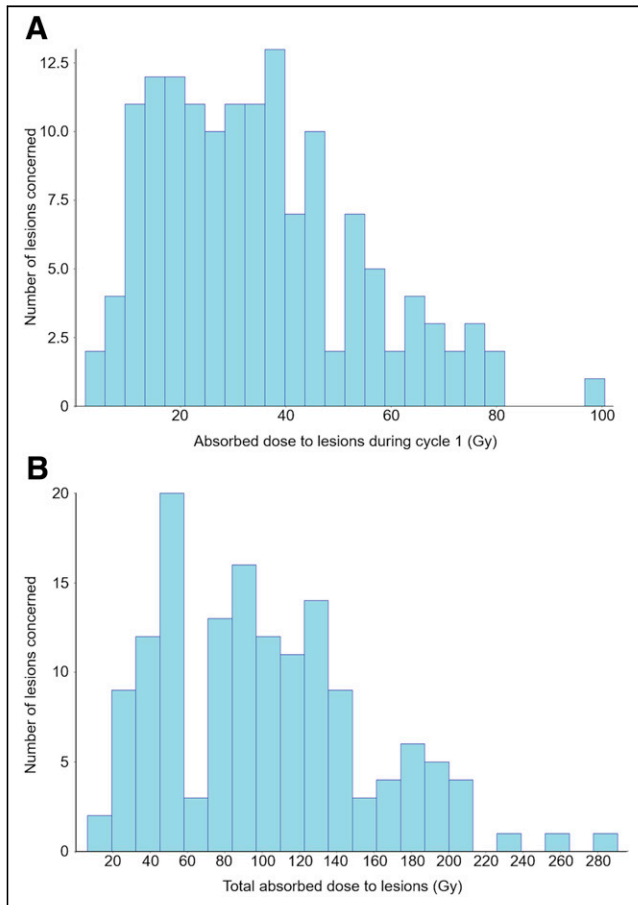 A
12.5
10.0
7.5
5.0
2.5
0
Number of lesions concerned
20 40 60 80 100
Absorbed dose to lesions during cycle 1 (Gy)
B
20
15
10
5
0
Number of lesions concerned
20 40 60 80 100 120 140 160 180 200 220 240 260 280
Total absorbed dose to lesions (Gy)